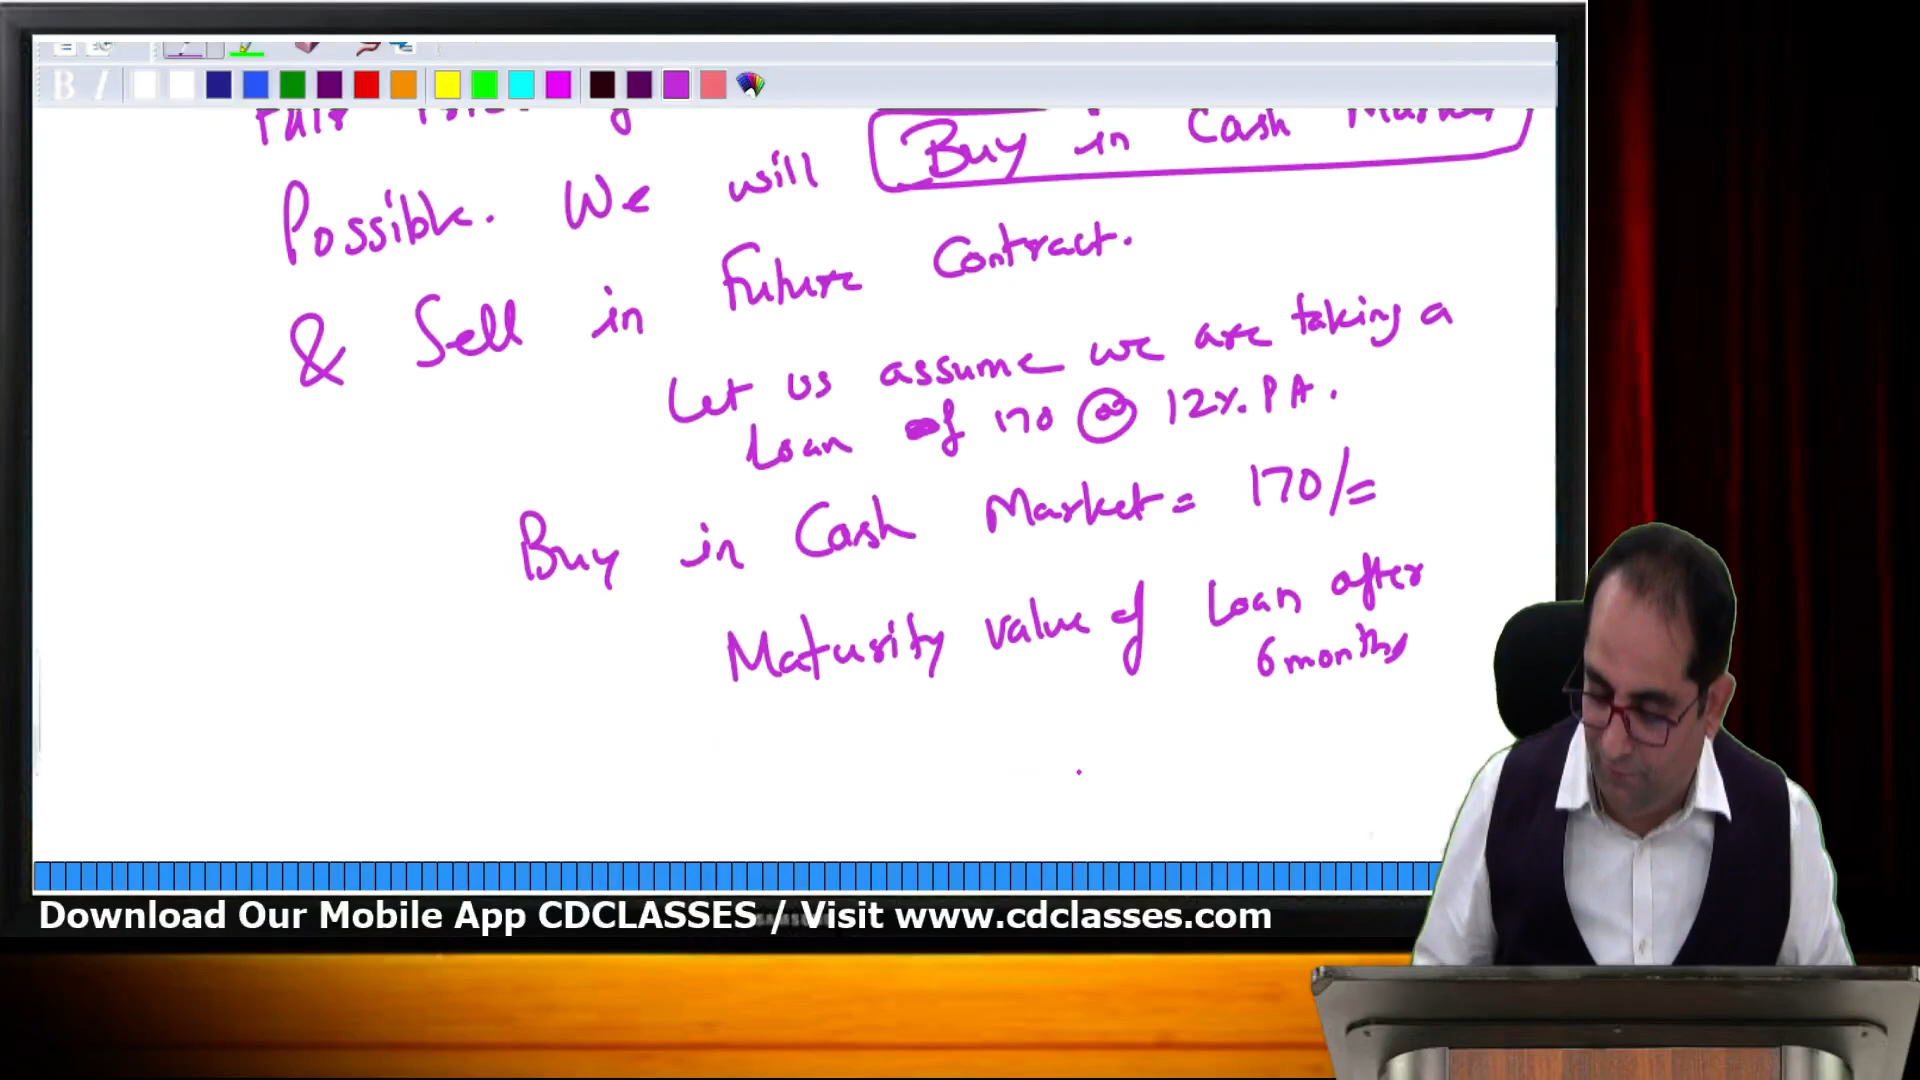 Possible. We will Buy in Cash Market
& Sell in Future Contract.
Let us assume we are taking a
Loan of 170 @ 12%. PA.
Buy in Cash Market = 170/=
Maturity value of Loan after
6 months
Download Our Mobile App CDCLASSES / Visit www.cdclasses.com